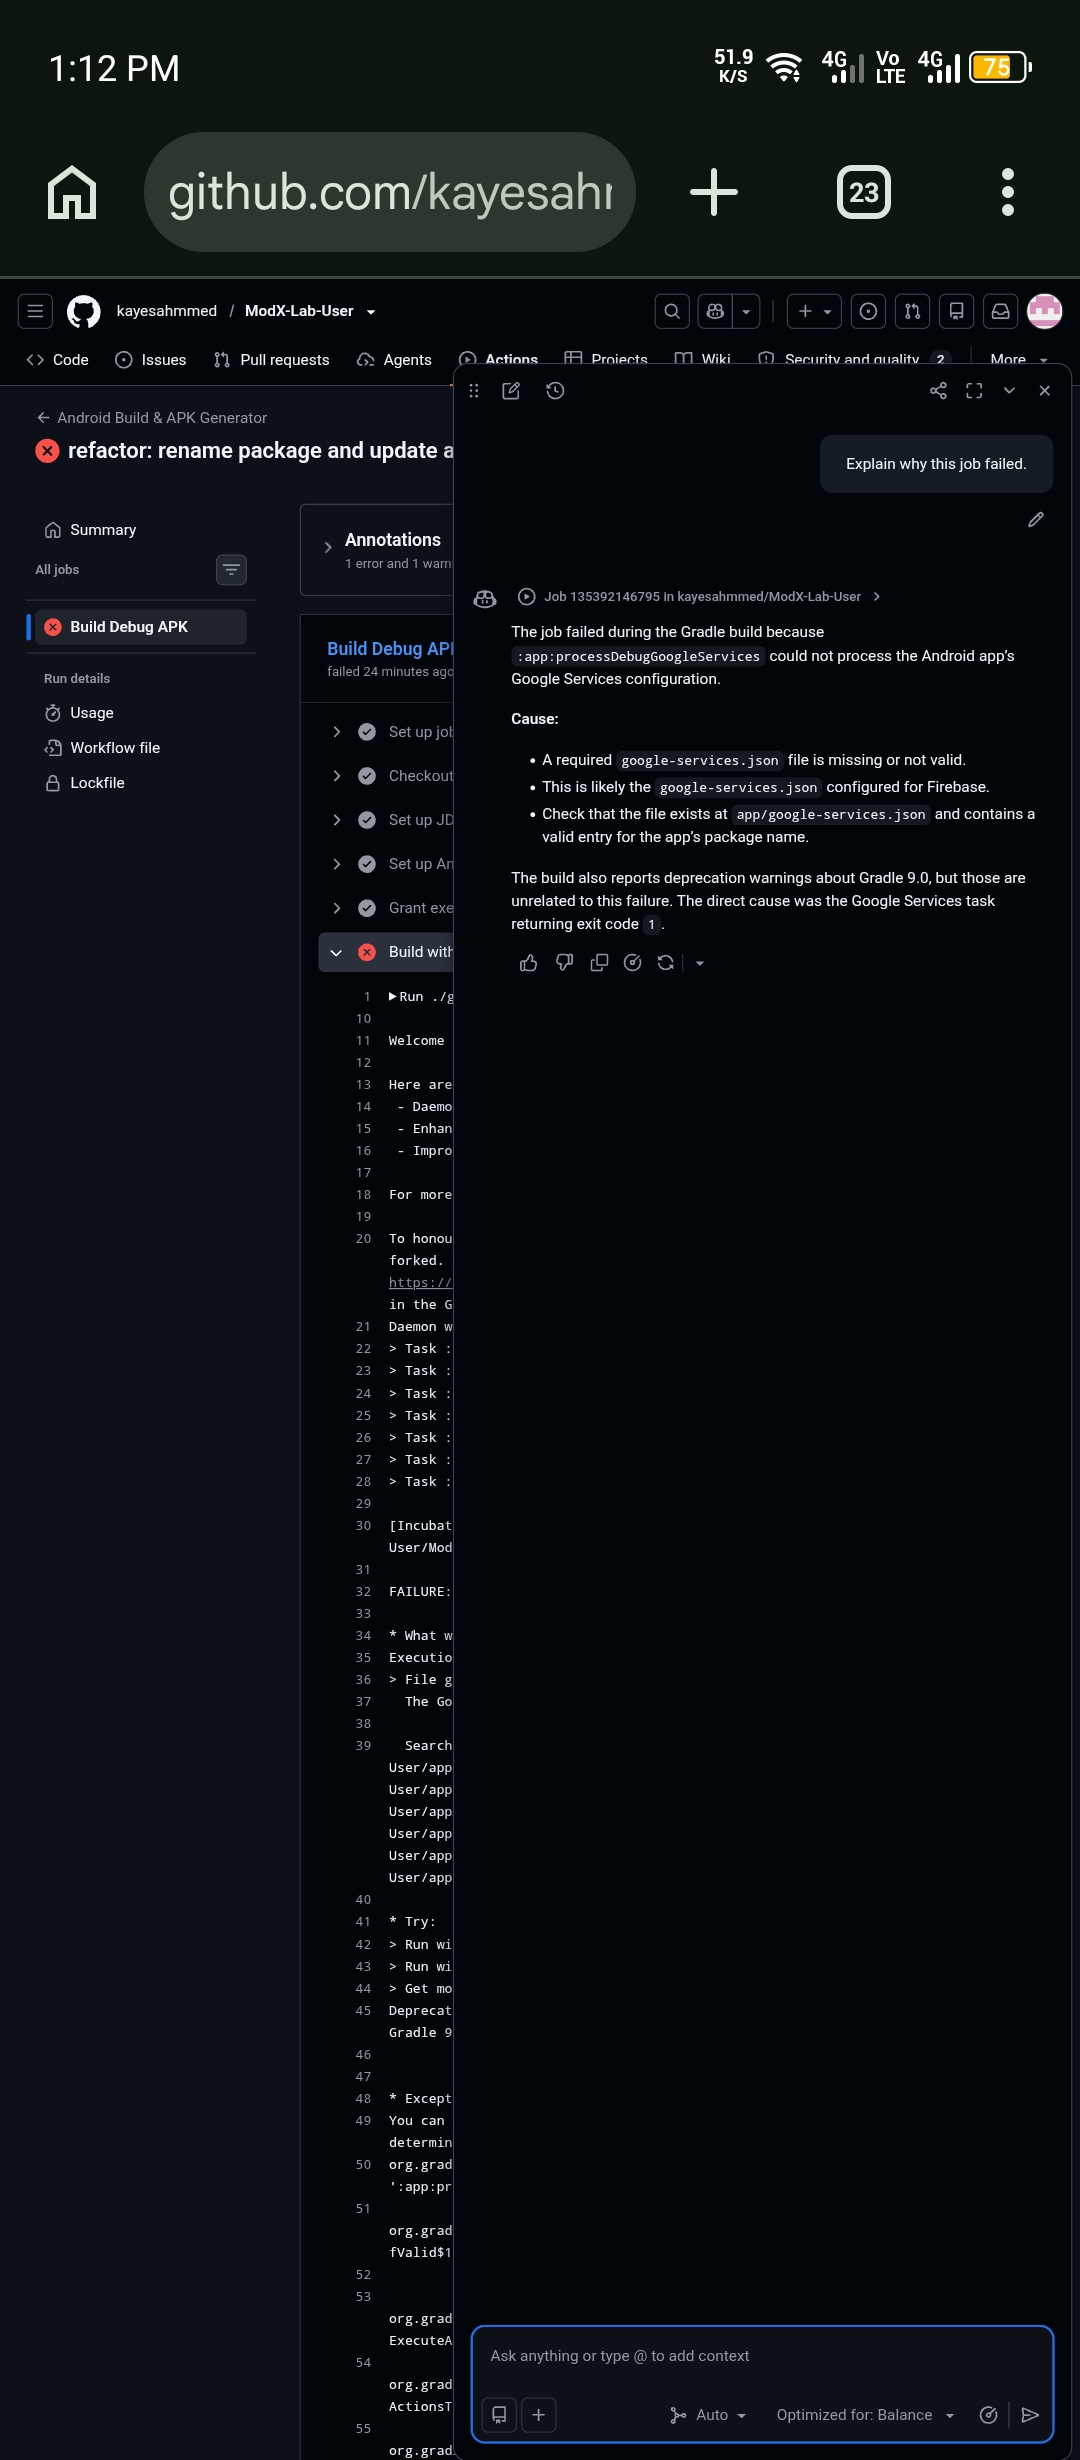 1:12 PM
51.9 K/S
4G
Vo LTE
4G
75
github.com/kayesahr
23
kayesahmmed / ModX-Lab-User
Code Issues Pull requests Agents Actions Projects Wiki Security and quality 2 More
Android Build & APK Generator
refactor: rename package and update a
Summary
All jobs
Build Debug APK
Run details
Usage
Workflow file
Lockfile
Annotations
1 error and 1 warn
Build Debug AP
failed 24 minutes ago
Set up job
Checkout
Set up JD
Set up An
Grant exe
Build with
1 Run ./g
10
11 Welcome
12
13 Here are
14 - Daemo
15 - Enhan
16 - Impro
17
18 For more
19
20 To honou
forked.
https://
in the G
21 Daemon w
22 > Task :
23 > Task :
24 > Task :
25 > Task :
26 > Task :
27 > Task :
28 > Task :
29
30 [Incubat
User/Mod
31
32 FAILURE:
33
34 * What w
35 Executio
36 > File g
37 The Go
38
39 Search
User/app
User/app
User/app
User/app
User/app
User/app
40
41 * Try:
42 > Run wi
43 > Run wi
44 > Get mo
45 Deprecat
Gradle 9
46
47
48 * Except
49 You can
determin
50 org.grad
':app:pr
51
org.grad
fValid$1
52
53
org.grad
ExecuteA
54
org.grad
ActionsT
55
org.grad
Explain why this job failed.
Job 135392146795 in kayesahmmed/ModX-Lab-User
The job failed during the Gradle build because
:app:processDebugGoogleServices could not process the Android app's
Google Services configuration.
Cause:
• A required google-services.json file is missing or not valid.
• This is likely the google-services.json configured for Firebase.
• Check that the file exists at app/google-services.json and contains a
valid entry for the app's package name.
The build also reports deprecation warnings about Gradle 9.0, but those are
unrelated to this failure. The direct cause was the Google Services task
returning exit code 1.
Ask anything or type @ to add context
Auto
Optimized for: Balance